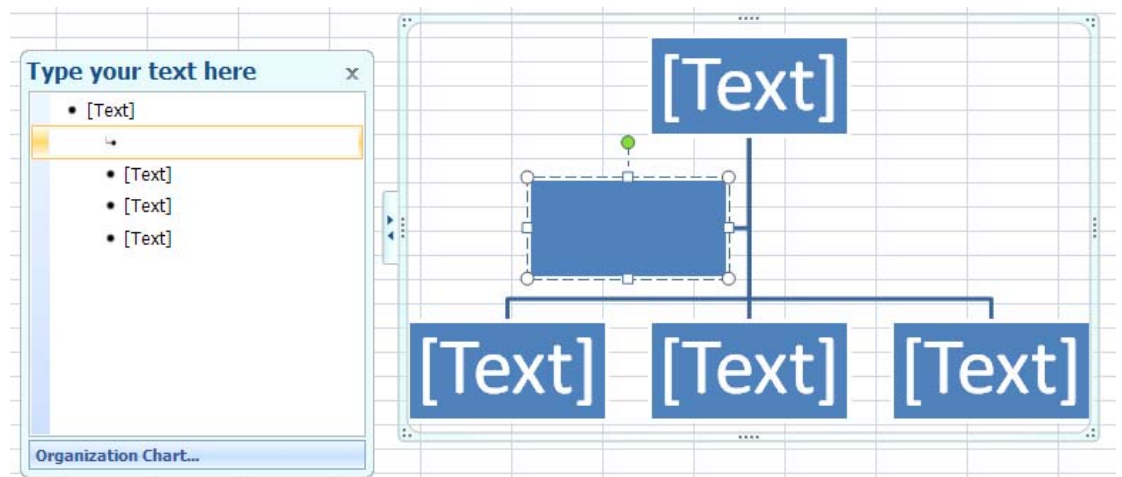 Type your text here x
[Text]
[Text]
[Text]
[Text]
Organization Chart...
[Text]
[Text] [Text] [Text]